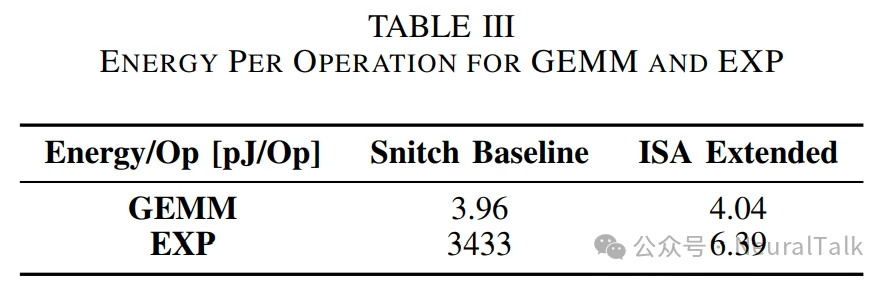 TABLE III
ENERGY PER OPERATION FOR GEMM AND EXP
Energy/Op [pJ/Op] Snitch Baseline ISA Extended
GEMM 3.96 4.04
EXP 3433 6.39
公众号 · NeuralTalk